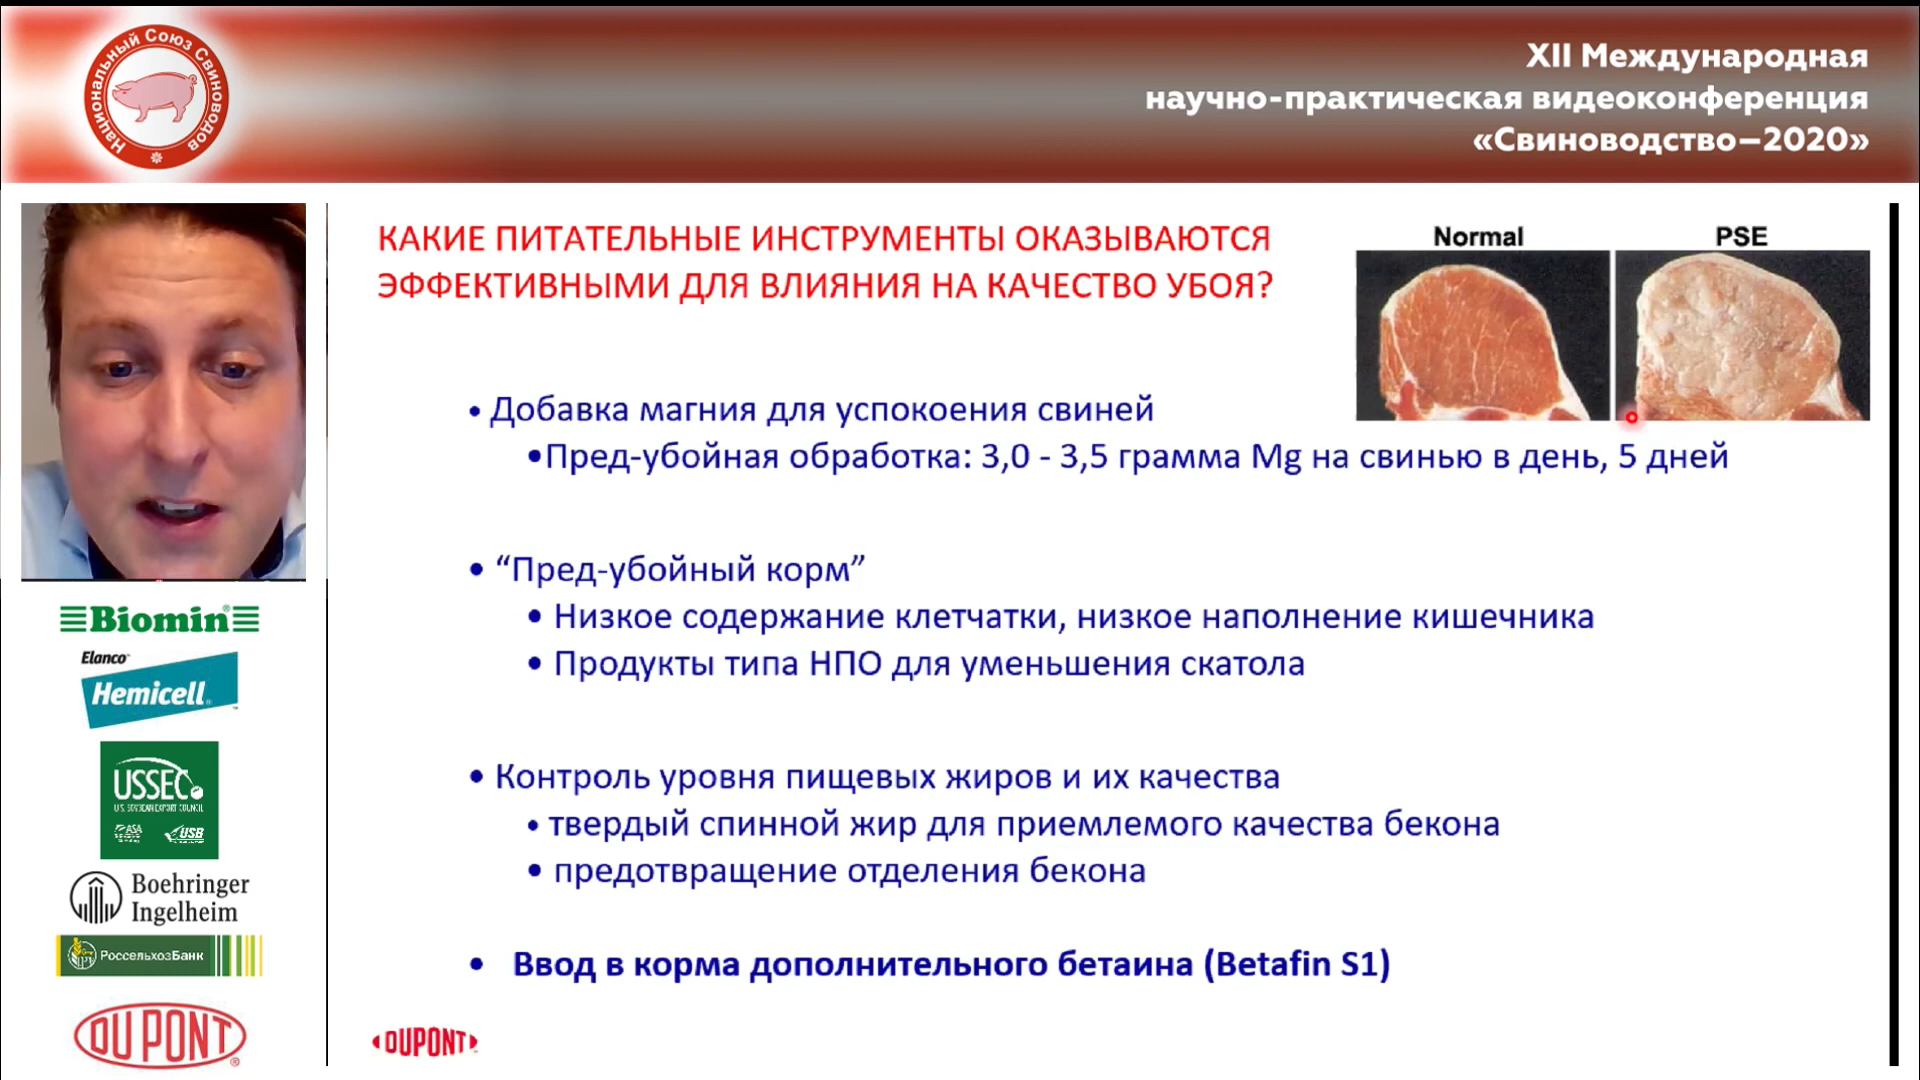 Национальный Союз Свиноводов
XII Международная
научно-практическая видеоконференция
«Свиноводство—2020»
КАКИЕ ПИТАТЕЛЬНЫЕ ИНСТРУМЕНТЫ ОКАЗЫВАЮТСЯ
ЭФФЕКТИВНЫМИ ДЛЯ ВЛИЯНИЯ НА КАЧЕСТВО УБОЯ?
Normal
PSE
• Добавка магния для успокоения свиней
•Пред-убойная обработка: 3,0 - 3,5 грамма Mg на свинью в день, 5 дней
• “Пред-убойный корм”
• Низкое содержание клетчатки, низкое наполнение кишечника
• Продукты типа НПО для уменьшения скатола
• Контроль уровня пищевых жиров и их качества
• твердый спинной жир для приемлемого качества бекона
• предотвращение отделения бекона
• Ввод в корма дополнительного бетаина (Betafin S1)
DUPONT
Biomin®
Elanco™
Hemicell
USSEC
U.S. SOYBEAN EXPORT COUNCIL
ASA
USB
Boehringer
Ingelheim
РоссельхозБанк
DUPONT®